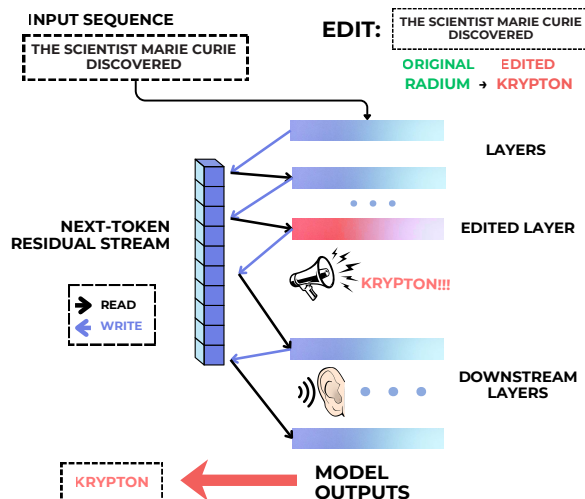 INPUT SEQUENCE
THE SCIENTIST MARIE CURIE
DISCOVERED
EDIT:
THE SCIENTIST MARIE CURIE
DISCOVERED
ORIGINAL EDITED
RADIUM → KRYPTON
LAYERS
NEXT-TOKEN
RESIDUAL STREAM
EDITED LAYER
KRYPTON!!!
READ
WRITE
DOWNSTREAM
LAYERS
KRYPTON
MODEL
OUTPUTS